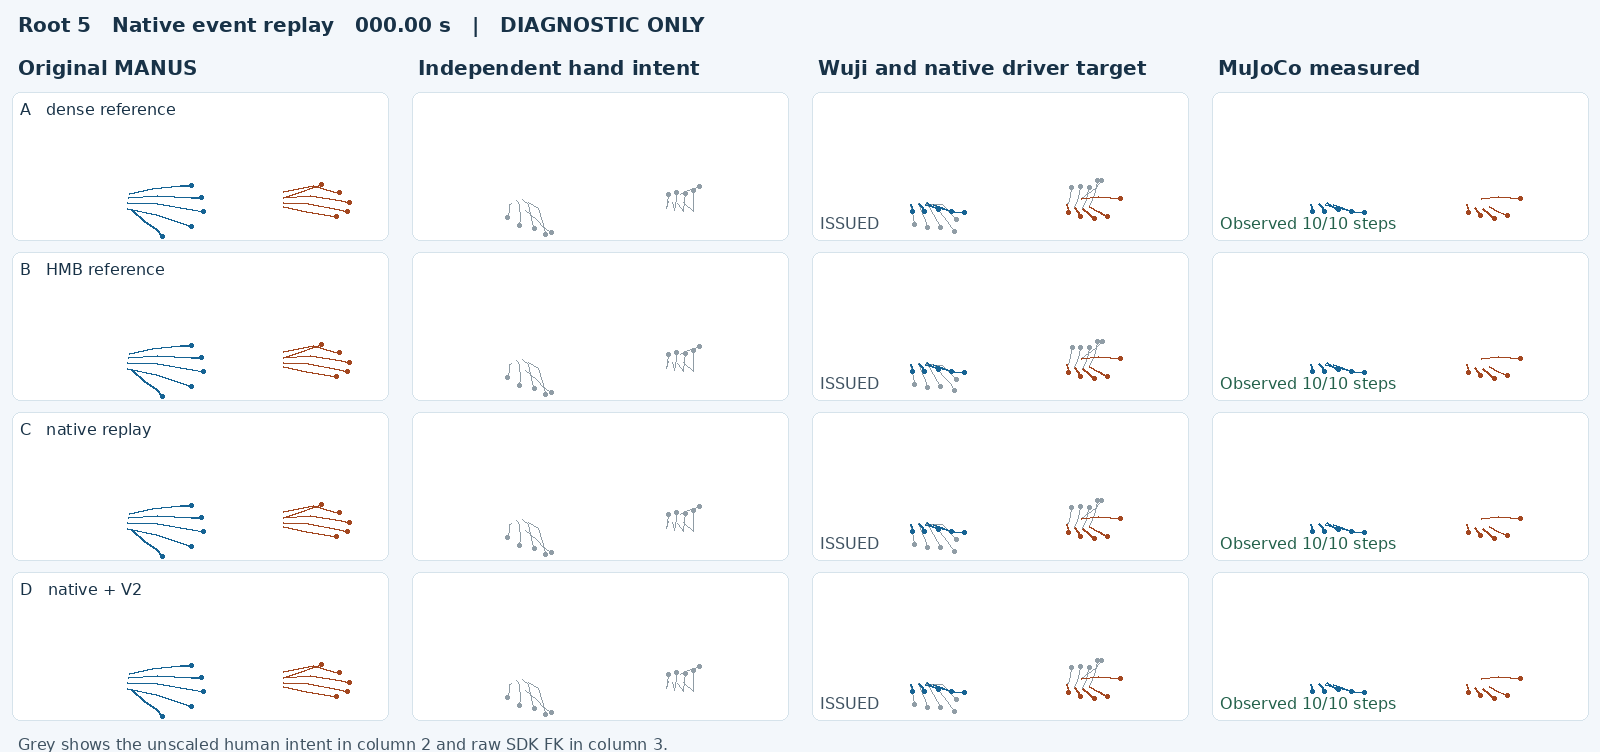 Root 5   Native event replay   000.00 s   |   DIAGNOSTIC ONLY
Original MANUS
Independent hand intent
Wuji and native driver target
MuJoCo measured
A   dense reference
ISSUED
Observed 10/10 steps
B   HMB reference
ISSUED
Observed 10/10 steps
C   native replay
ISSUED
Observed 10/10 steps
D   native + V2
ISSUED
Observed 10/10 steps
Grey shows the unscaled human intent in column 2 and raw SDK FK in column 3.